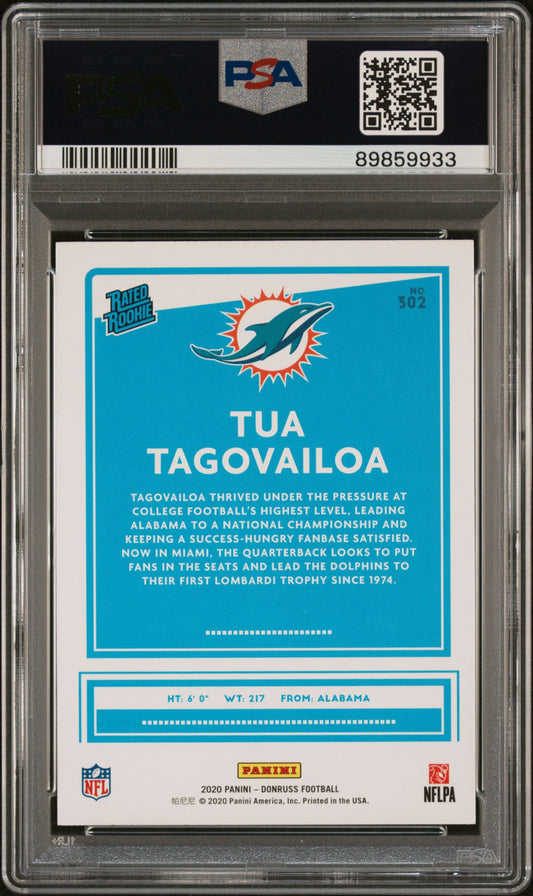 PSA
PSA
89859933
RATED
ROOKIE
NO.
302
TUA
TAGOVAILOA
TAGOVAILOA THRIVED UNDER THE PRESSURE AT
COLLEGE FOOTBALL'S HIGHEST LEVEL, LEADING
ALABAMA TO A NATIONAL CHAMPIONSHIP AND
KEEPING A SUCCESS-HUNGRY FANBASE SATISFIED.
NOW IN MIAMI, THE QUARTERBACK LOOKS TO PUT
FANS IN THE SEATS AND LEAD THE DOLPHINS TO
THEIR FIRST LOMBARDI TROPHY SINCE 1974.
HT: 6' 0" WT: 217 FROM: ALABAMA
PANINI
NFL
2020 PANINI – DONRUSS FOOTBALL
帕尼尼 © 2020 Panini America, Inc. Printed in the USA.
NFLPA
PSA